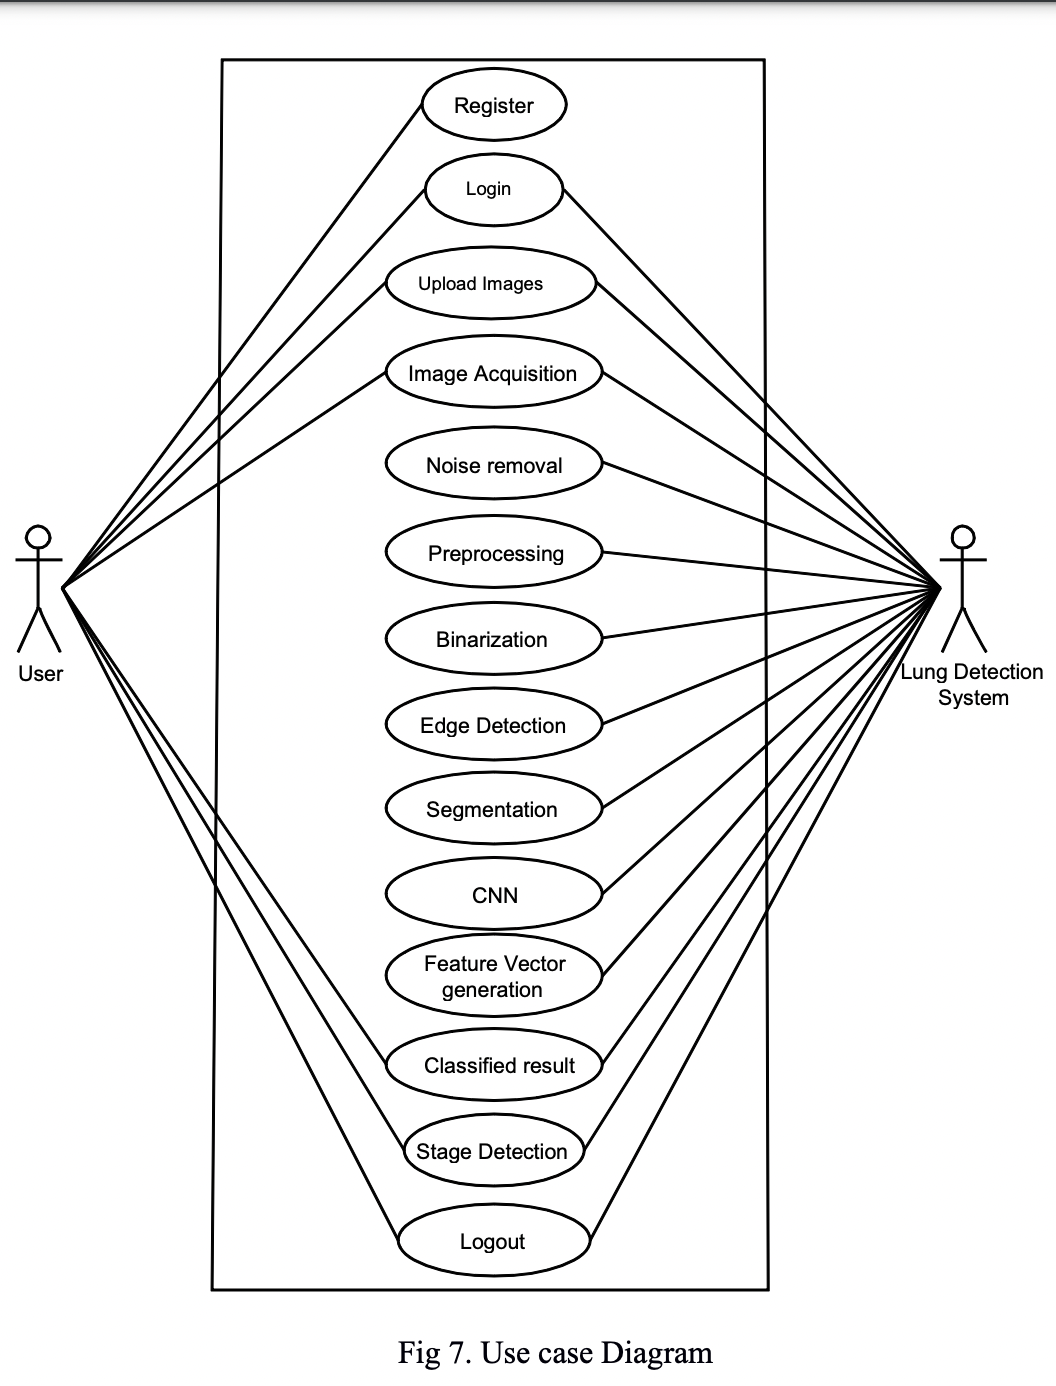 Register
Login
Upload Images
Image Acquisition
Noise removal
Preprocessing
Binarization
Edge Detection
Segmentation
CNN
Feature Vector
generation
Classified result
Stage Detection
Logout
User
Lung Detection
System
Fig 7. Use case Diagram